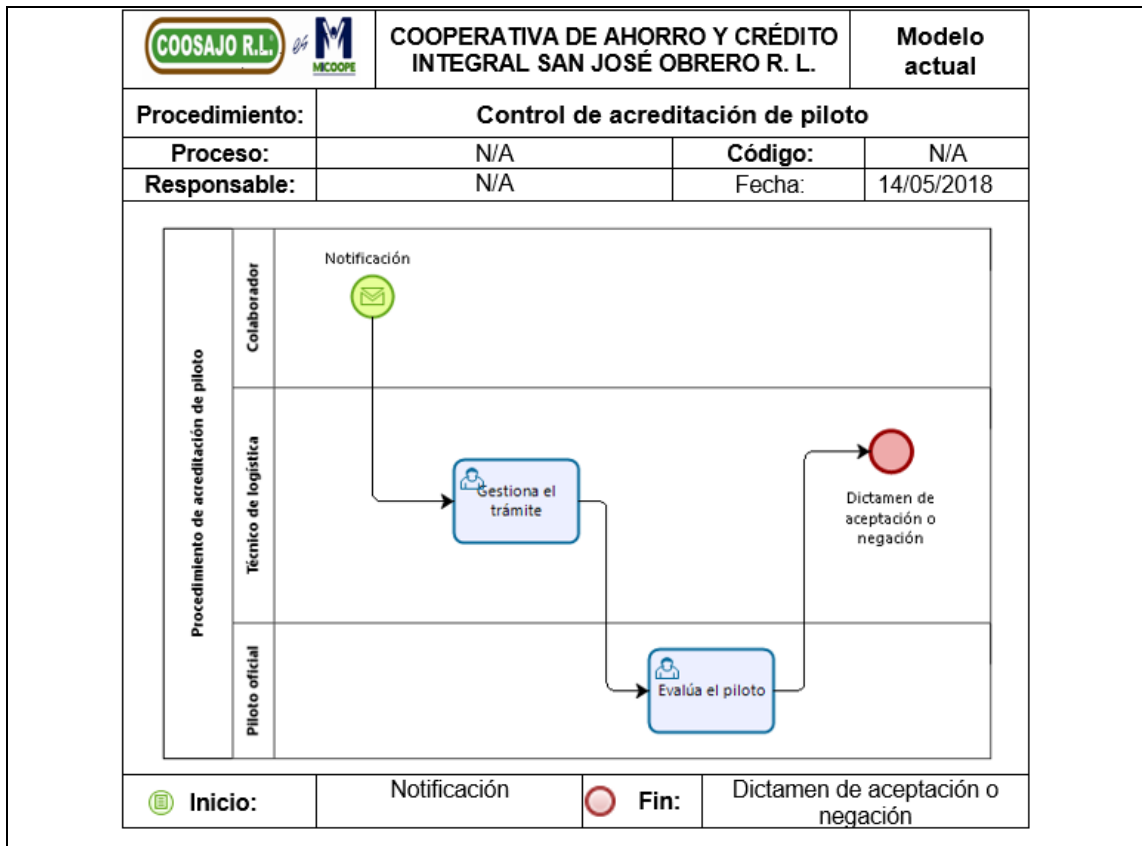 COOSAJO R.L.
es
MICOOPE
COOPERATIVA DE AHORRO Y CRÉDITO
INTEGRAL SAN JOSÉ OBRERO R. L.
Modelo
actual
Procedimiento:
Control de acreditación de piloto
Proceso:
N/A
Código:
N/A
Responsable:
N/A
Fecha:
14/05/2018
Procedimiento de acreditación de piloto
Colaborador
Notificación
Técnico de logística
Gestiona el
trámite
Dictamen de
aceptación o
negación
Piloto oficial
Evalúa el piloto
Inicio:
Notificación
Fin:
Dictamen de aceptación o
negación